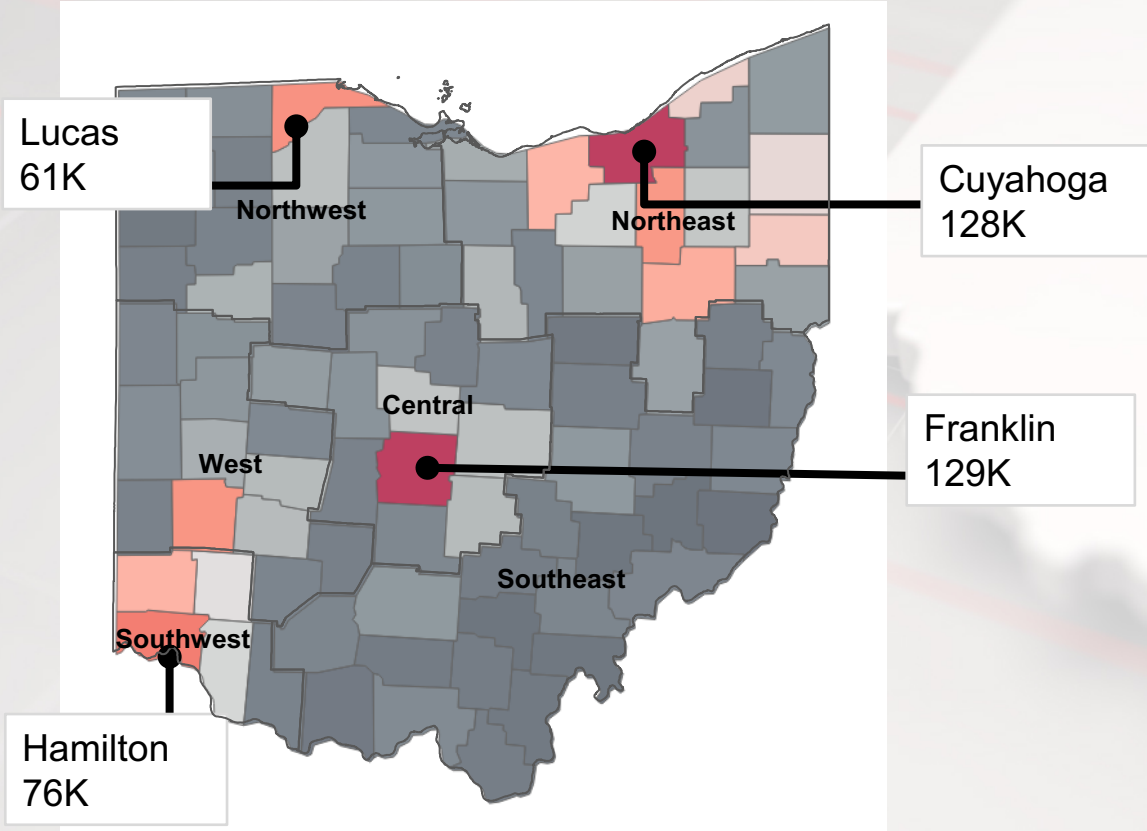 Lucas
61K
Northwest
Cuyahoga
128K
Northeast
Central
Franklin
129K
West
Southeast
Southwest
Hamilton
76K